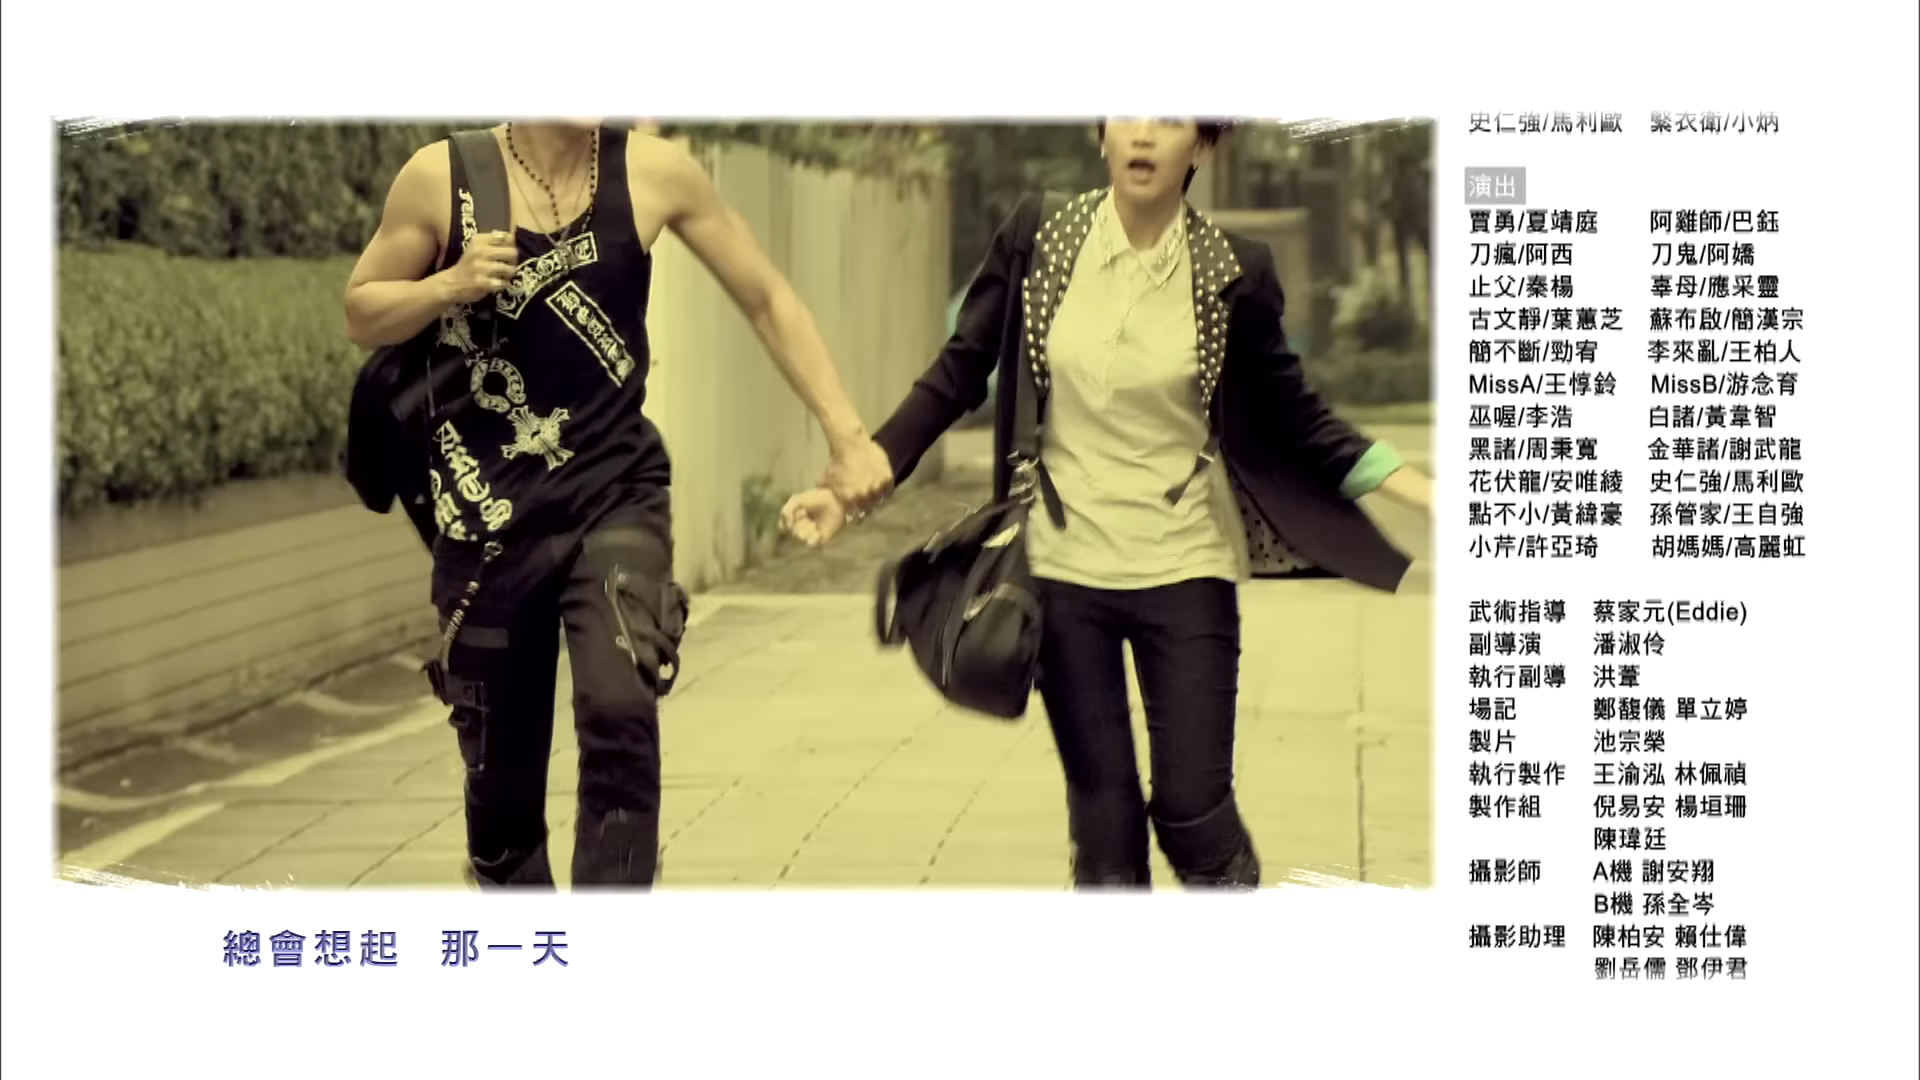 史仁強/馬利歐 緊衣衛/小炳
演出
賈勇/夏靖庭 阿雞師/巴鈺
刀瘋/阿西 刀鬼/阿嬌
止父/秦楊 辜母/應采靈
古文靜/葉蕙芝 蘇布啟/簡漢宗
簡不斷/勁宥 李來亂/王柏人
MissA/王惇鈴 MissB/游念育
巫喔/李浩 白諸/黃韋智
黑諸/周秉寬 金華諸/謝武龍
花伏龍/安唯綾 史仁強/馬利歐
點不小/黃緯豪 孫管家/王自強
小芹/許亞琦 胡媽媽/高麗虹
武術指導 蔡家元(Eddie)
副導演 潘淑伶
執行副導 洪葦
場記 鄭馥儀 單立婷
製片 池宗榮
執行製作 王渝泓 林佩禎
製作組 倪易安 楊垣珊
陳瑋廷
攝影師 A機 謝安翔
B機 孫全岑
攝影助理 陳柏安 賴仕偉
劉岳儒 鄧伊君
總會想起 那一天